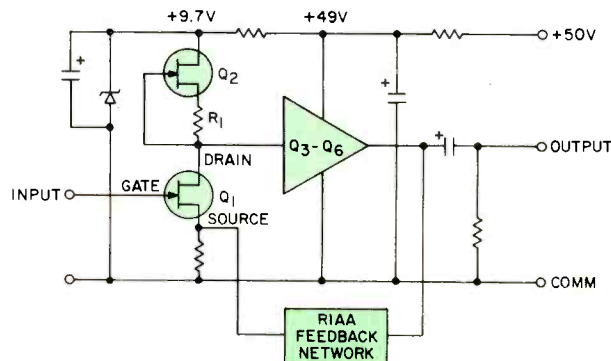 +9.7V
+49V
+50V
+
Q2
+
R1
+
Q3-Q6
OUTPUT
DRAIN
INPUT
GATE
Q1
SOURCE
COMM
RIAA
FEEDBACK
NETWORK